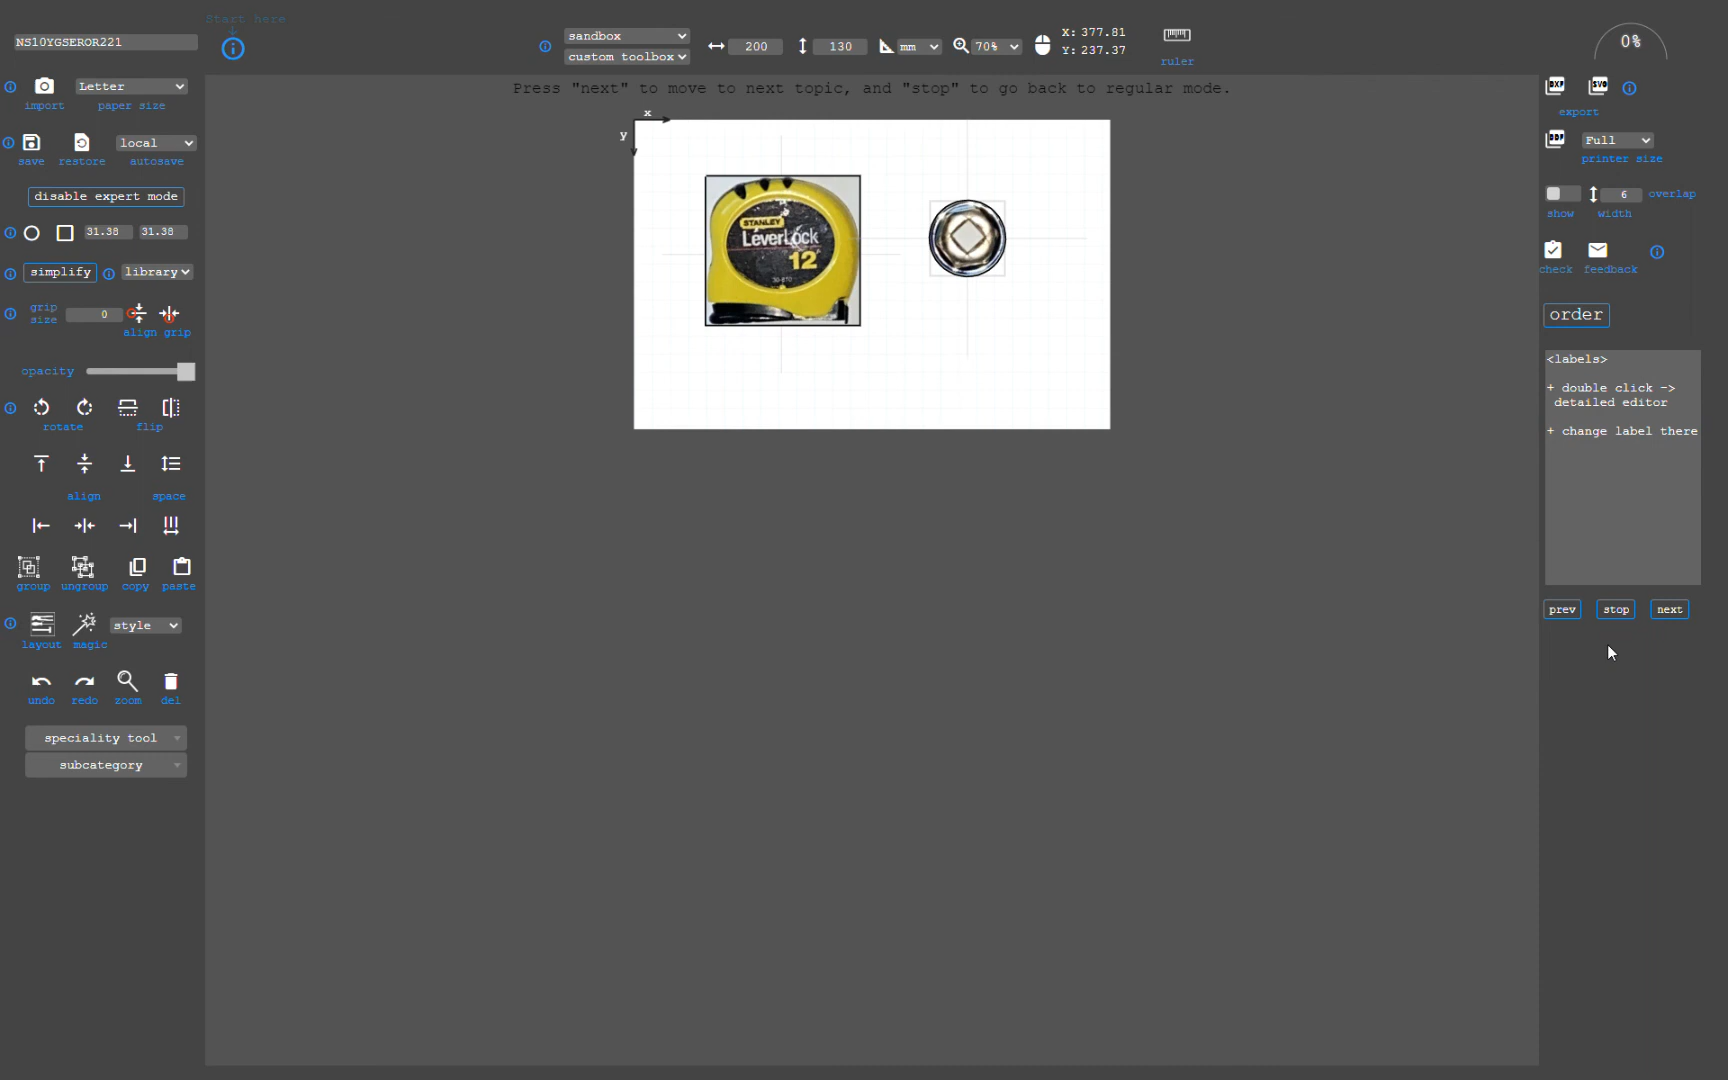 Start here
NS10YGSEROR221
sandbox
custom toolbox
200
130
mm
70%
X: 377.81
Y: 237.37
ruler
0%
Press "next" to move to next topic, and "stop" to go back to regular mode.
import
Letter
paper size
save
restore
local
autosave
disable expert mode
31.38
31.38
simplify
library
grip size
0
align grip
opacity
rotate
flip
align
space
group
ungroup
copy
paste
layout
magic
style
undo
redo
zoom
del
speciality tool
subcategory
x
y
STANLEY
LeverLock
12'
DXF
SVG
export
PDF
Full
printer size
show
6
width
overlap
check
feedback
order
<labels>
+ double click ->
detailed editor
+ change label there
prev
stop
next